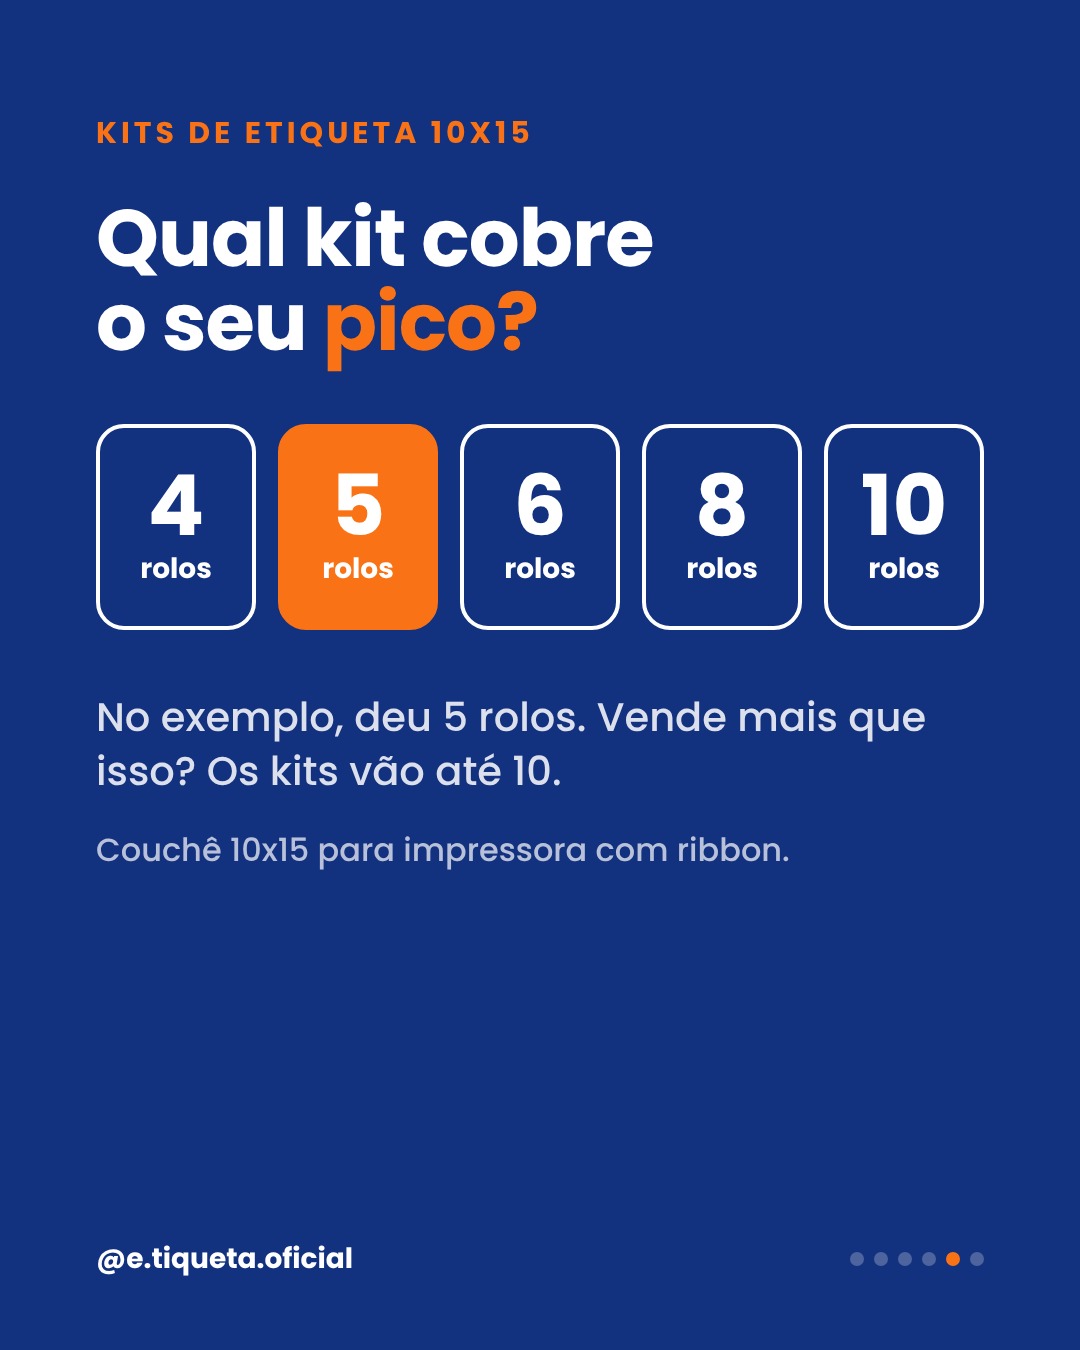 KITS DE ETIQUETA 10X15
Qual kit cobre
o seu pico?
4
rolos
5
rolos
6
rolos
8
rolos
10
rolos
No exemplo, deu 5 rolos. Vende mais que
isso? Os kits vão até 10.
Couchê 10x15 para impressora com ribbon.
@e.tiqueta.oficial